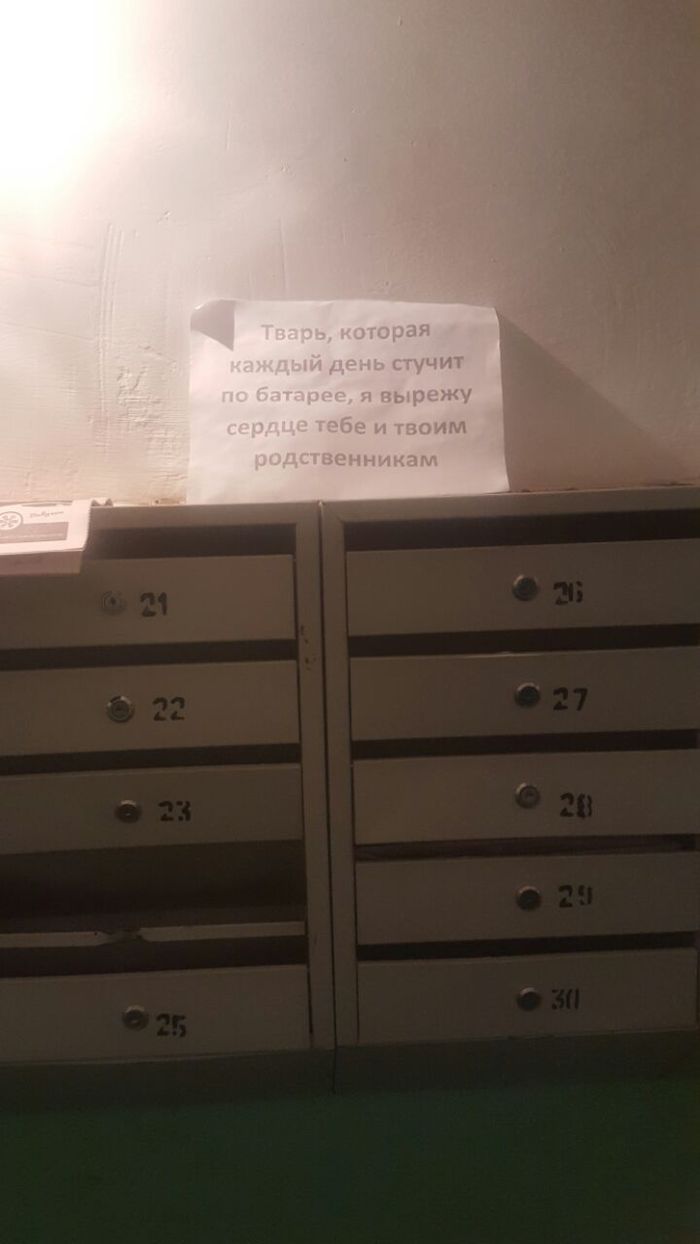 Тварь, которая
каждый день стучит
по батарее, я вырежу
сердце тебе и твоим
родственникам
21
22
23
25
26
27
28
29
30